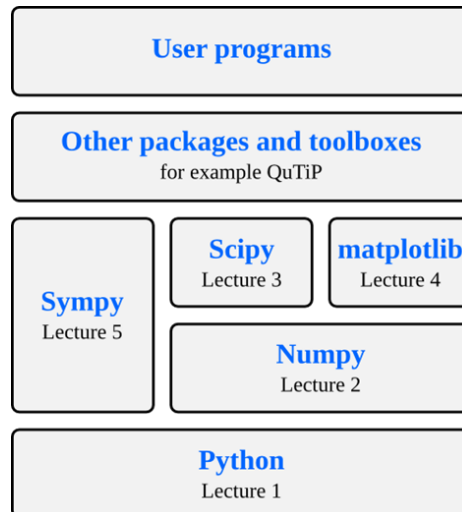 User programs
Other packages and toolboxes
for example QuTiP
Scipy
Lecture 3
matplotlib
Lecture 4
Sympy
Lecture 5
Numpy
Lecture 2
Python
Lecture 1